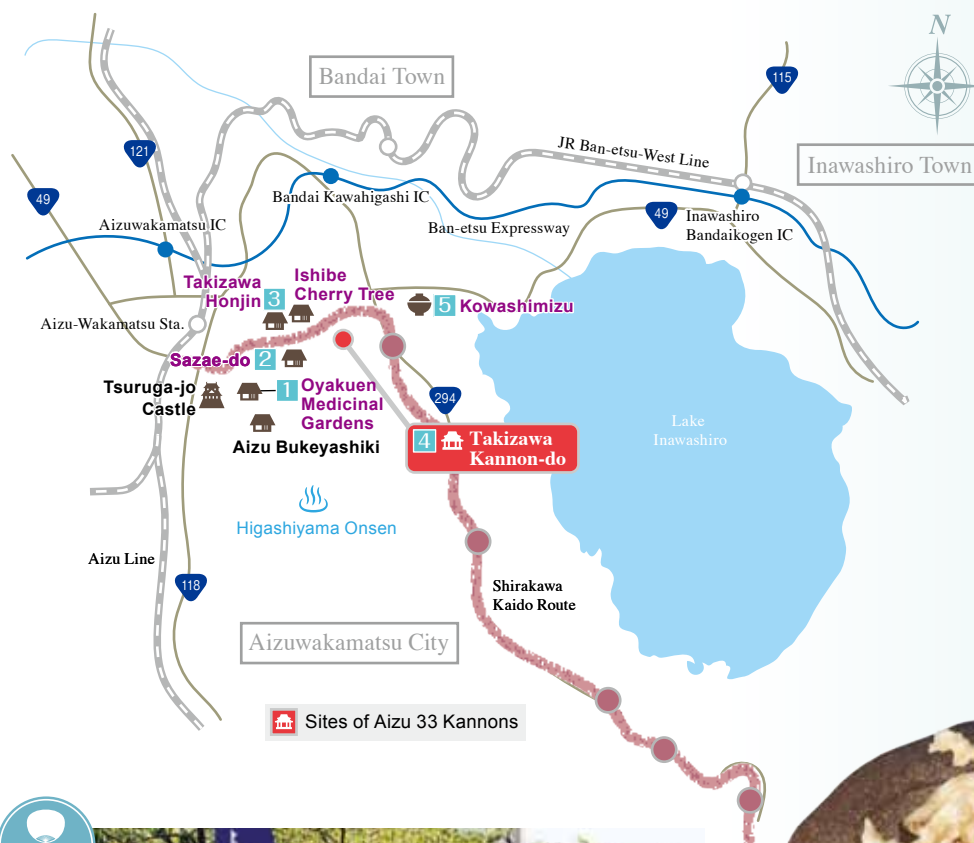 N
Bandai Town
115
JR Ban-etsu-West Line
121
Inawashiro Town
49
Bandai Kawahigashi IC
49
Inawashiro
Bandaikogen IC
Aizuwakamatsu IC
Ban-etsu Expressway
Takizawa
Honjin
3
Ishibe
Cherry Tree
5
Kowashimizu
Aizu-Wakamatsu Sta.
Sazae-do
2
Tsuruga-jo
Castle
1
Oyakuen
Medicinal
Gardens
294
Lake
Inawashiro
Aizu Bukeyashiki
4
Takizawa
Kannon-do
Higashiyama Onsen
Aizu Line
118
Shirakawa
Kaido Route
Aizuwakamatsu City
Sites of Aizu 33 Kannons